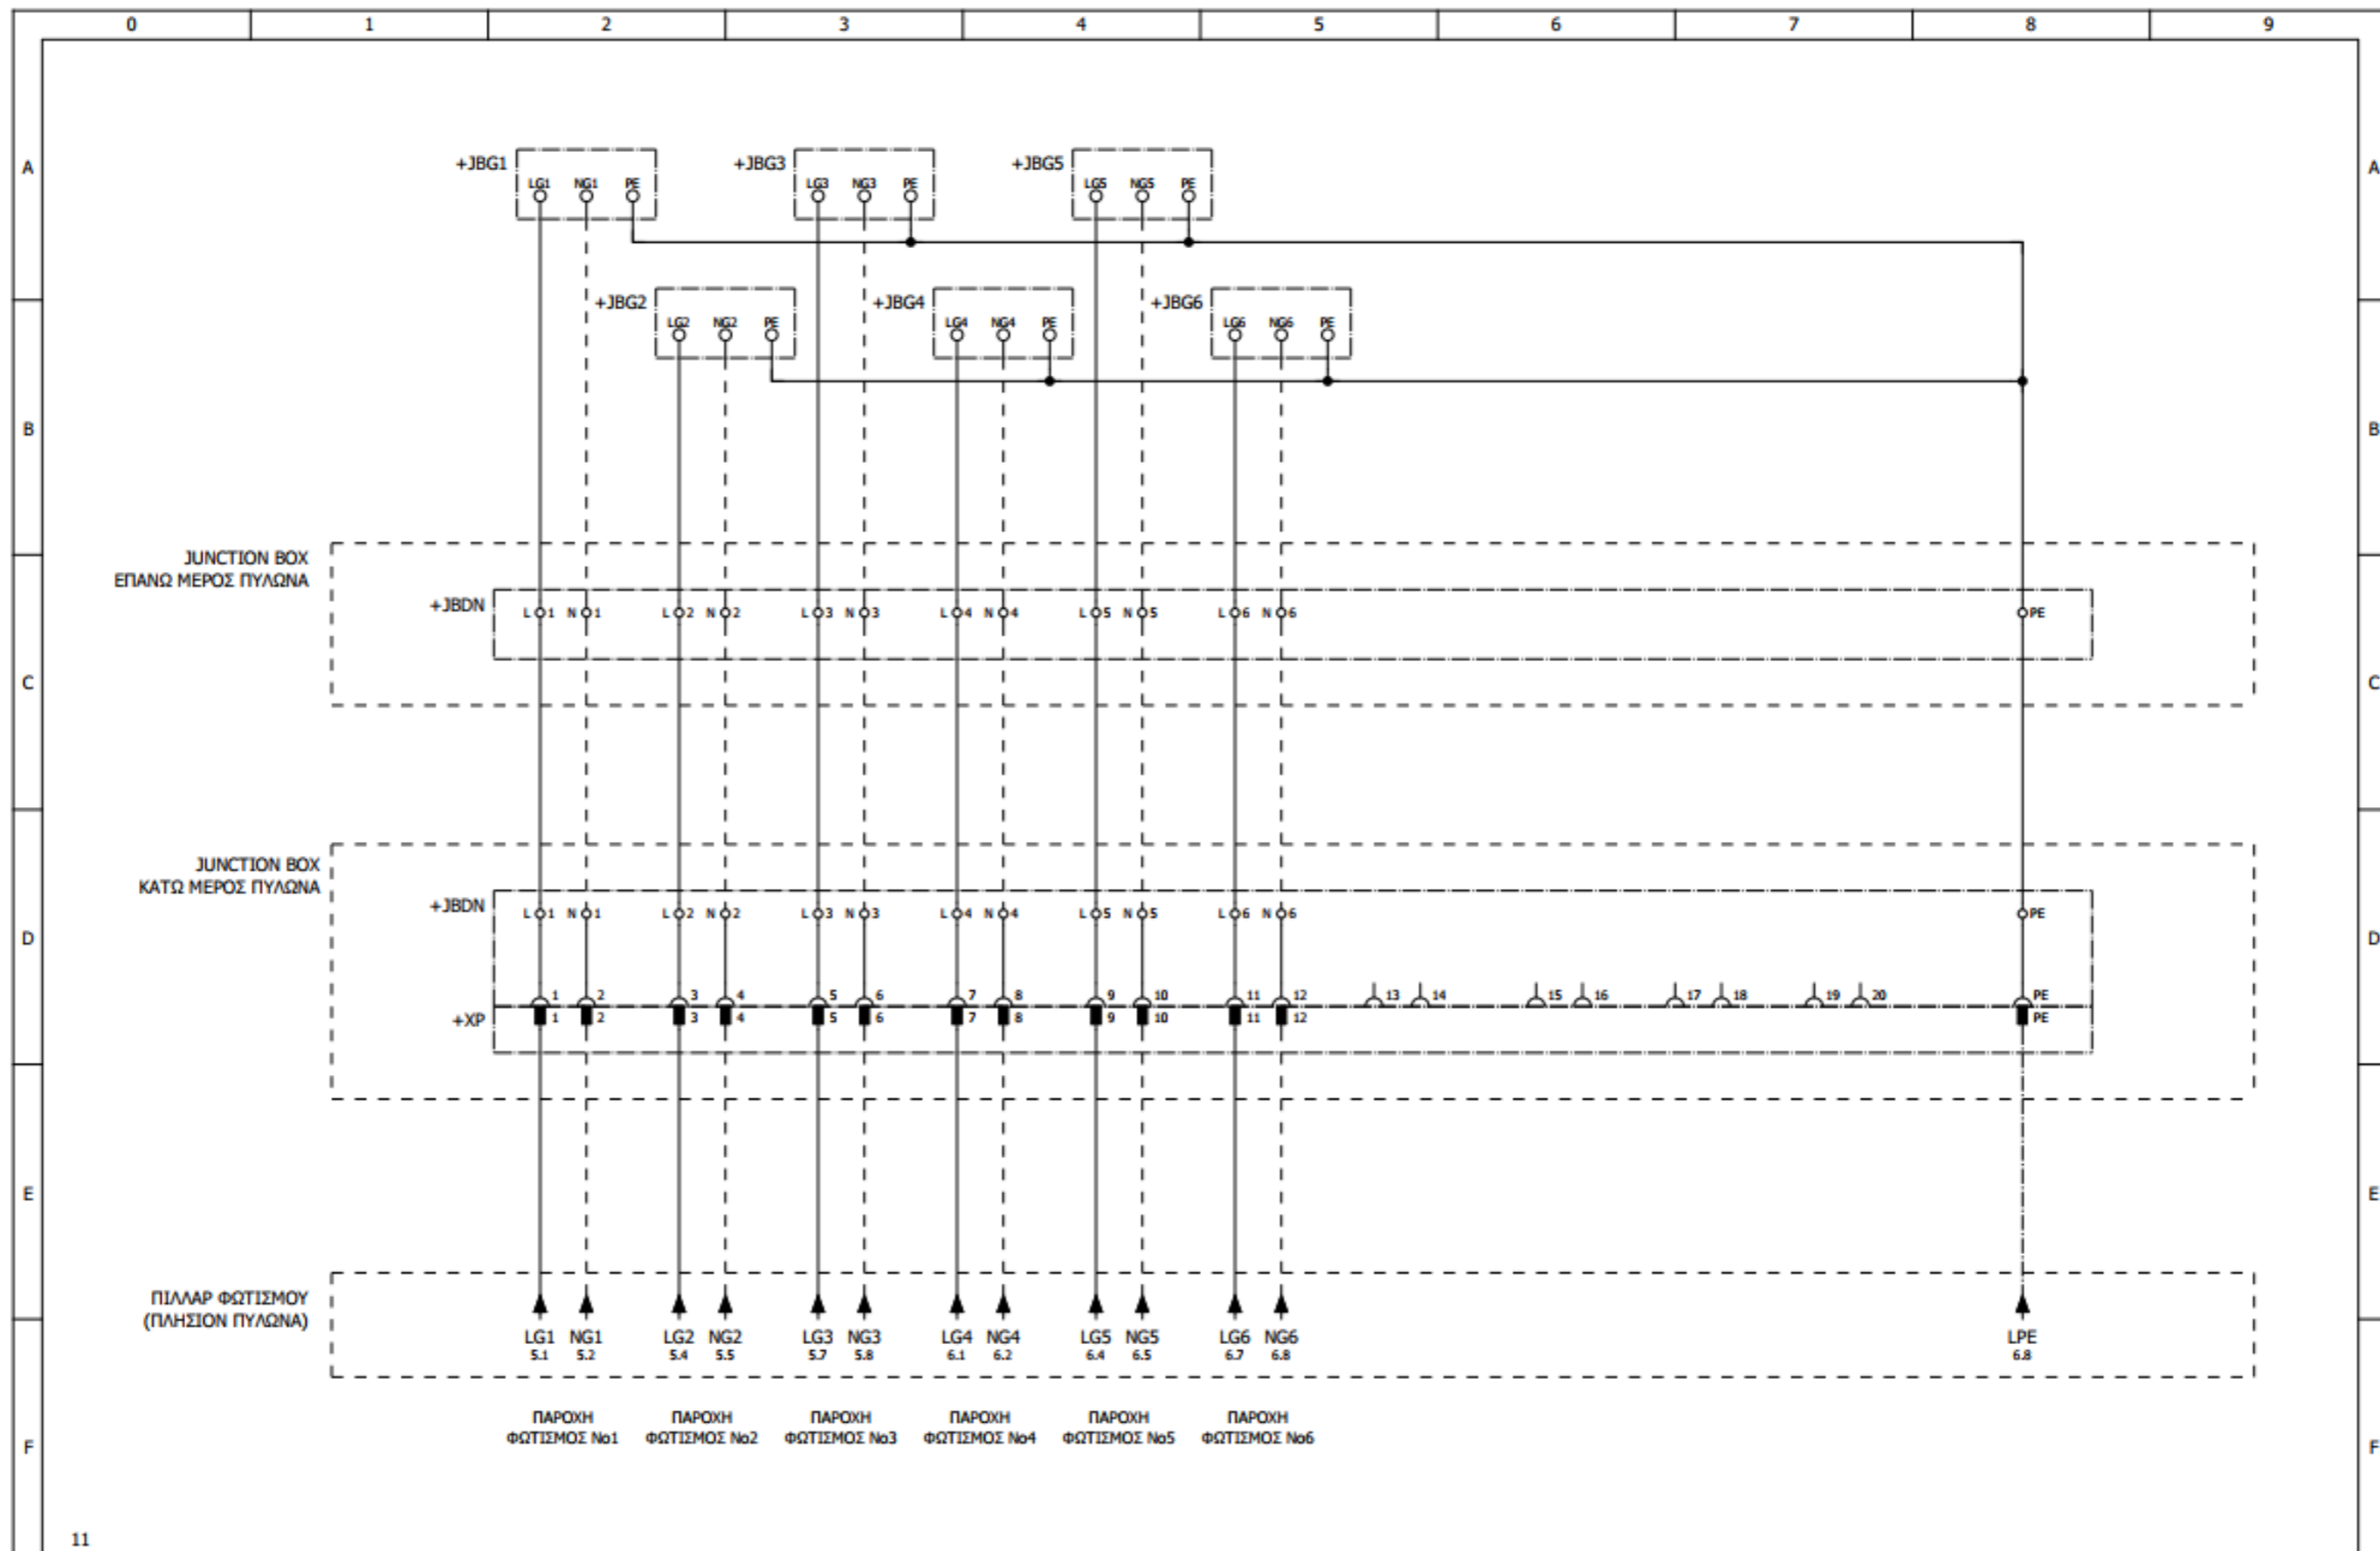 0 1 2 3 4 5 6 7 8 9
A A
+JBG1 +JBG3 +JBG5
LG1 NG1 PE LG3 NG3 PE LG5 NG5 PE
+JBG2 +JBG4 +JBG6
LG2 NG2 PE LG4 NG4 PE LG6 NG6 PE
B B
JUNCTION BOX
ΕΠΑΝΩ ΜΕΡΟΣ ΠΥΛΩΝΑ
+JBDN L 1 N 1 L 2 N 2 L 3 N 3 L 4 N 4 L 5 N 5 L 6 N 6 PE
C C
JUNCTION BOX
ΚΑΤΩ ΜΕΡΟΣ ΠΥΛΩΝΑ
+JBDN L 1 N 1 L 2 N 2 L 3 N 3 L 4 N 4 L 5 N 5 L 6 N 6 PE
D D
1 2 3 4 5 6 7 8 9 10 11 12 13 14 15 16 17 18 19 20 PE
+XP 1 2 3 4 5 6 7 8 9 10 11 12 PE
E E
ΠΙΛΛΑΡ ΦΩΤΙΣΜΟΥ
(ΠΛΗΣΙΟΝ ΠΥΛΩΝΑ)
LG1 NG1 LG2 NG2 LG3 NG3 LG4 NG4 LG5 NG5 LG6 NG6 LPE
5.1 5.2 5.4 5.5 5.7 5.8 6.1 6.2 6.4 6.5 6.7 6.8 6.8
ΠΑΡΟΧΗ ΠΑΡΟΧΗ ΠΑΡΟΧΗ ΠΑΡΟΧΗ ΠΑΡΟΧΗ ΠΑΡΟΧΗ
ΦΩΤΙΣΜΟΣ Νο1 ΦΩΤΙΣΜΟΣ Νο2 ΦΩΤΙΣΜΟΣ Νο3 ΦΩΤΙΣΜΟΣ Νο4 ΦΩΤΙΣΜΟΣ Νο5 ΦΩΤΙΣΜΟΣ Νο6
F F
11